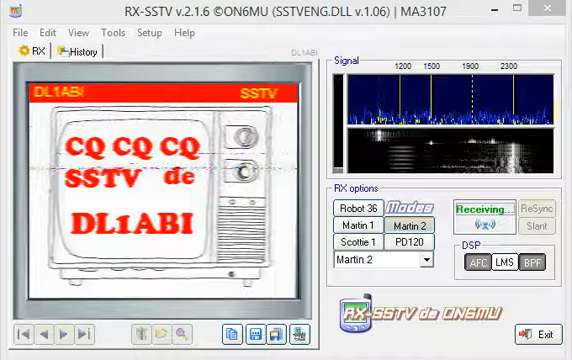 RX-SSTV v.2.1.6 ©ON6MU (SSTVENG.DLL v.1.06) | MA3107
File Edit View Tools Setup Help
RX History
DL1ABI
DL1ABI SSTV
CQ CQ CQ
SSTV de
DL1ABI
Signal
1200 1500 1900 2300
RX options
Robot 36 Modes
Martin 1 Martin 2
Scottie 1 PD120
Martin 2
Receiving... ReSync
Slant
DSP
AFC LMS BPF
RX-SSTV de ON6MU
Exit